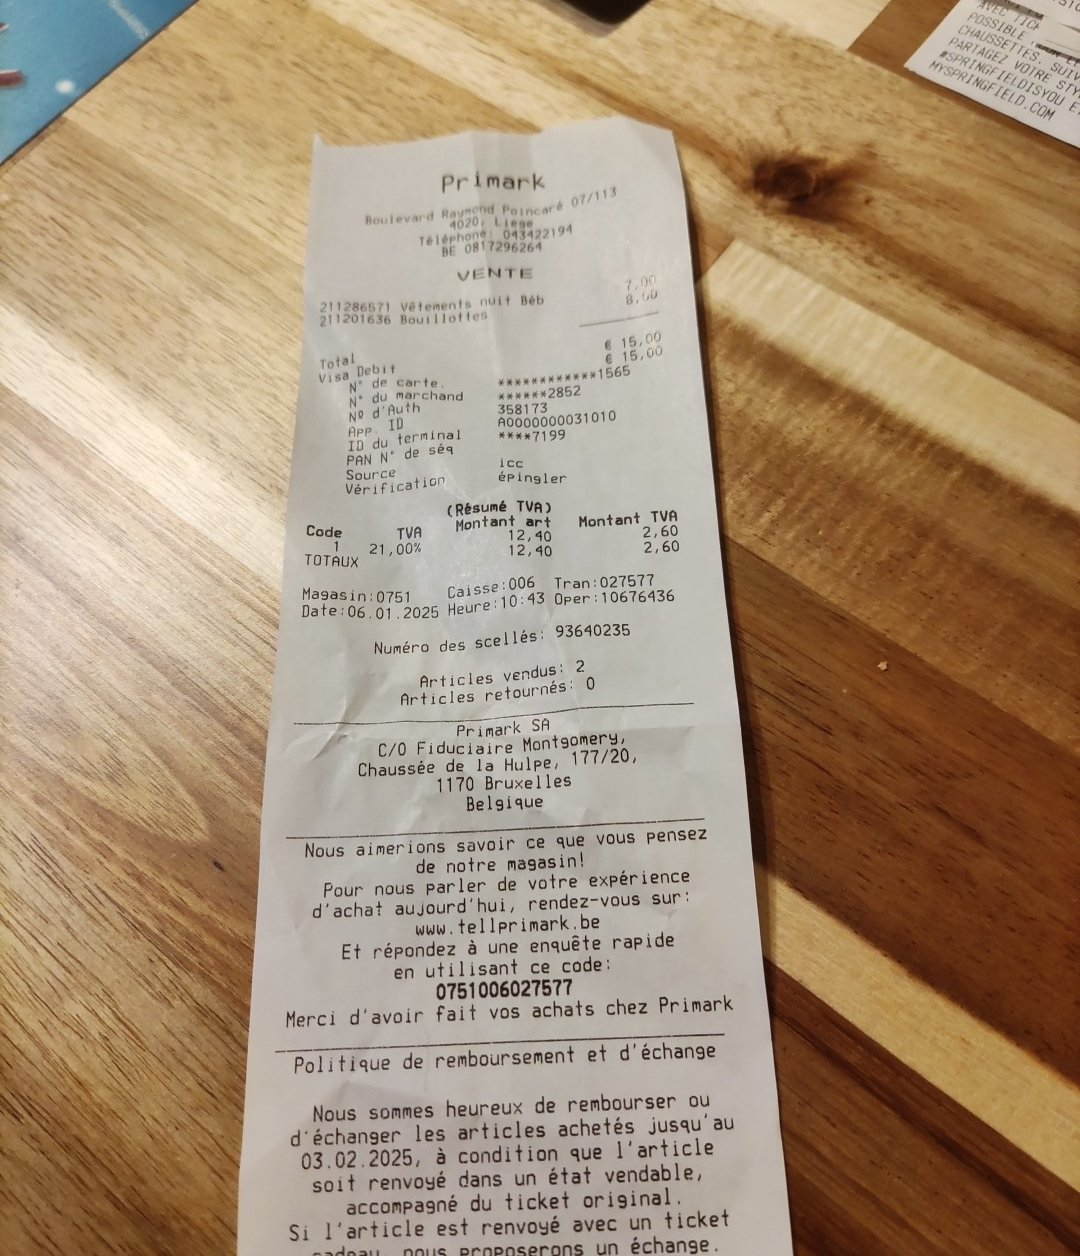 Primark
Boulevard Raymond Poincaré 07/113
4020, Liege
Téléphone: 043422194
BE 0817296264
VENTE
211286571 Vêtements nuit Béb 7,00
211201636 Bouillottes 8,00
Total € 15,00
Visa Debit € 15,00
N° de carte. ************1565
N° du marchand ******2852
Nº d'Auth 358173
App. ID A0000000031010
ID du terminal ****7199
PAN N° de séq
Source icc
Vérification épingler
(Résumé TVA)
Code TVA Montant art Montant TVA
1 21,00% 12,40 2,60
TOTAUX 12,40 2,60
Magasin:0751 Caisse:006 Tran:027577
Date:06.01.2025 Heure:10:43 Oper:10676436
Numéro des scellés: 93640235
Articles vendus: 2
Articles retournés: 0
Primark SA
C/O Fiduciaire Montgomery,
Chaussée de la Hulpe, 177/20,
1170 Bruxelles
Belgique
Nous aimerions savoir ce que vous pensez
de notre magasin!
Pour nous parler de votre expérience
d'achat aujourd'hui, rendez-vous sur:
www.tellprimark.be
Et répondez à une enquête rapide
en utilisant ce code:
0751006027577
Merci d'avoir fait vos achats chez Primark
Politique de remboursement et d'échange
Nous sommes heureux de rembourser ou
d'échanger les articles achetés jusqu'au
03.02.2025, à condition que l'article
soit renvoyé dans un état vendable,
accompagné du ticket original.
Si l'article est renvoyé avec un ticket
cadeau, nous proposerons un échange.
AVEC
POSSIBLE
CHAUSSETTES. SUIV
PARTAGEZ VOTRE STY
#SPRINGFIELDISYOU E
MYSPRINGFIELD.COM